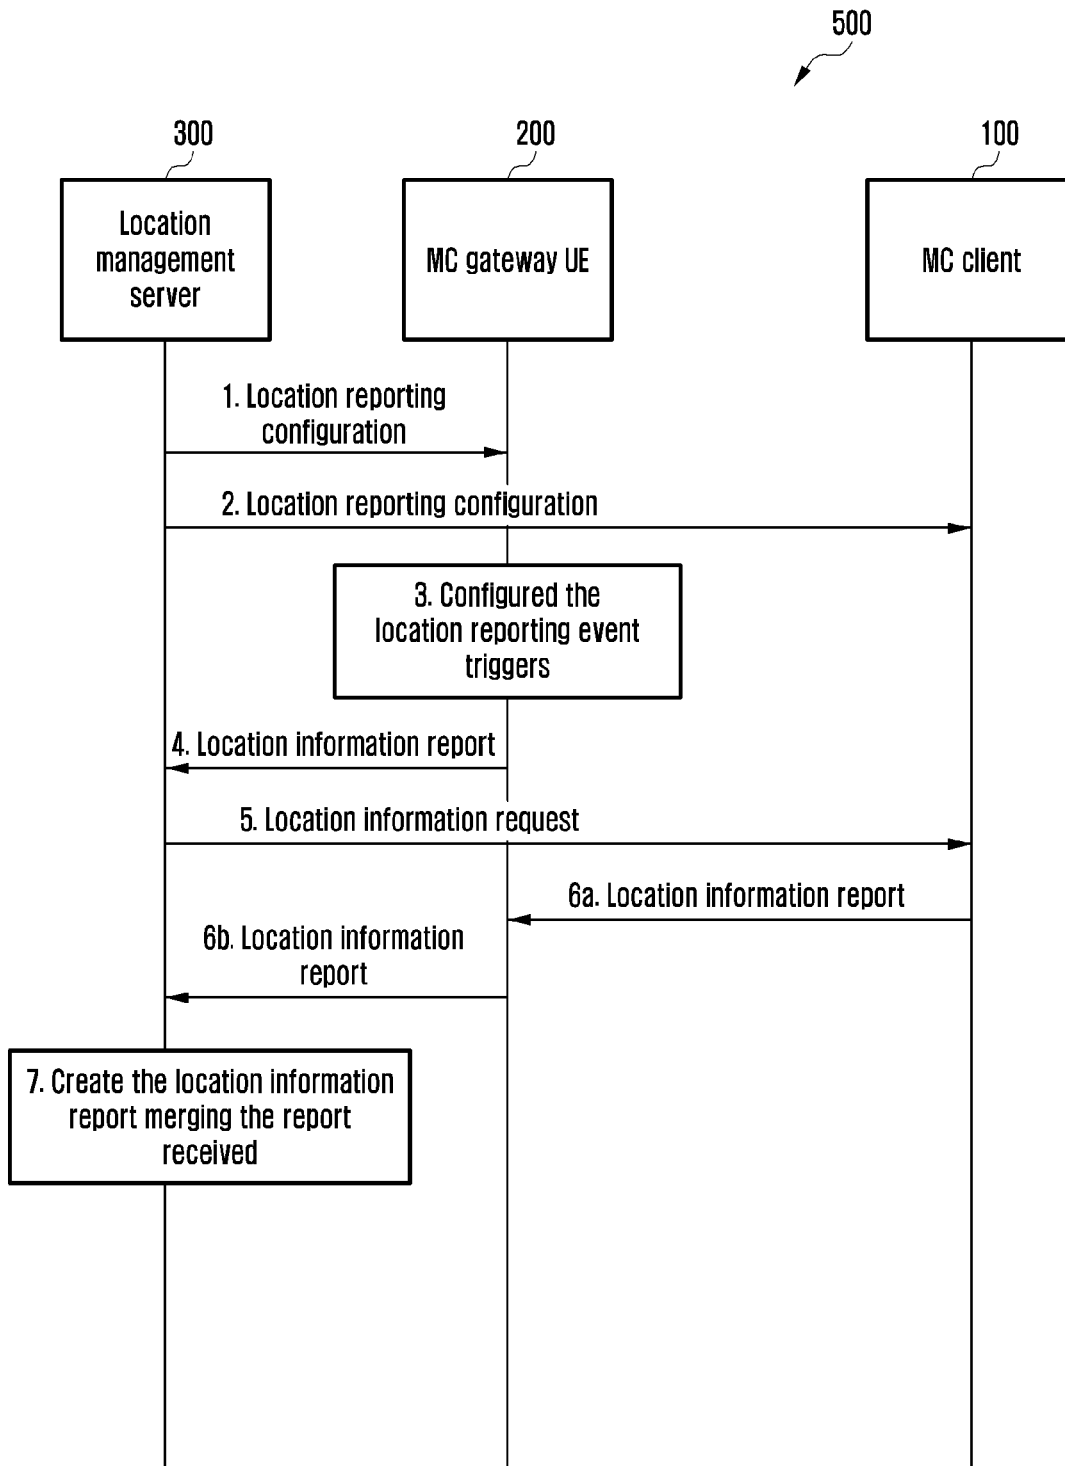 500
300
200
100
Location
management
server
MC gateway UE
MC client
1. Location reporting
configuration
2. Location reporting configuration
3. Configured the
location reporting event
triggers
4. Location information report
5. Location information request
6a. Location information report
6b. Location information
report
7. Create the location information
report merging the report
received